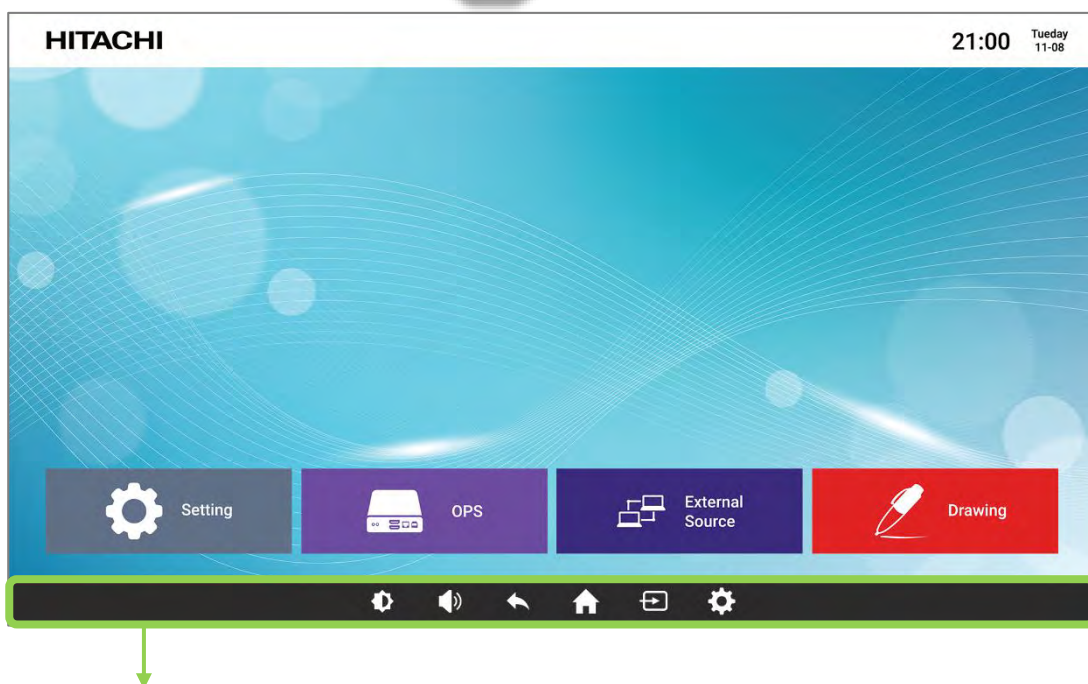 HITACHI
21:00
Tueday
11-08
Setting
OPS
External
Source
Drawing